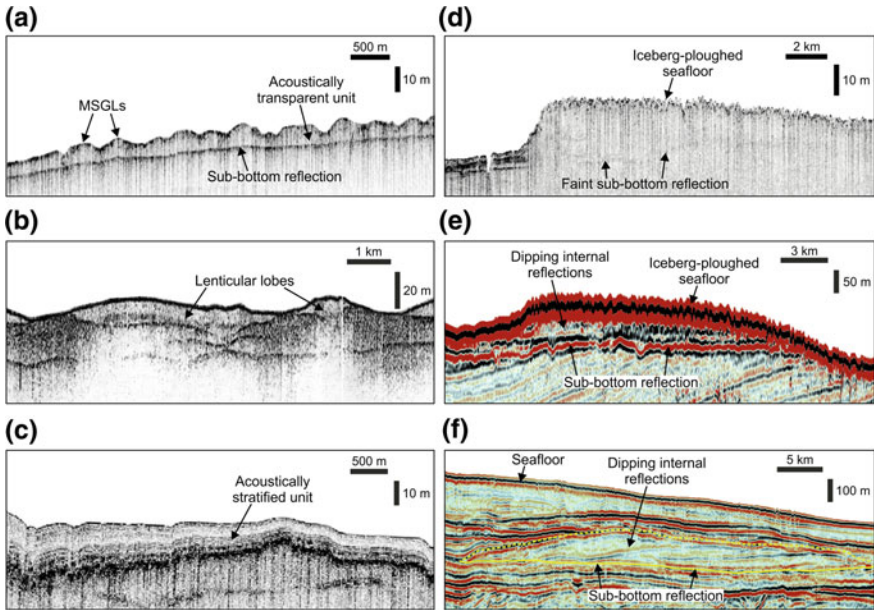 (a)
500 m
10 m
MSGLs
Acoustically
transparent unit
Sub-bottom reflection
(b)
1 km
20 m
Lenticular lobes
(c)
500 m
10 m
Acoustically
stratified unit
(d)
2 km
10 m
Iceberg-ploughed
seafloor
Faint sub-bottom reflection
(e)
3 km
50 m
Dipping internal
reflections
Iceberg-ploughed
seafloor
Sub-bottom reflection
(f)
5 km
100 m
Seafloor
Dipping internal
reflections
Sub-bottom reflection